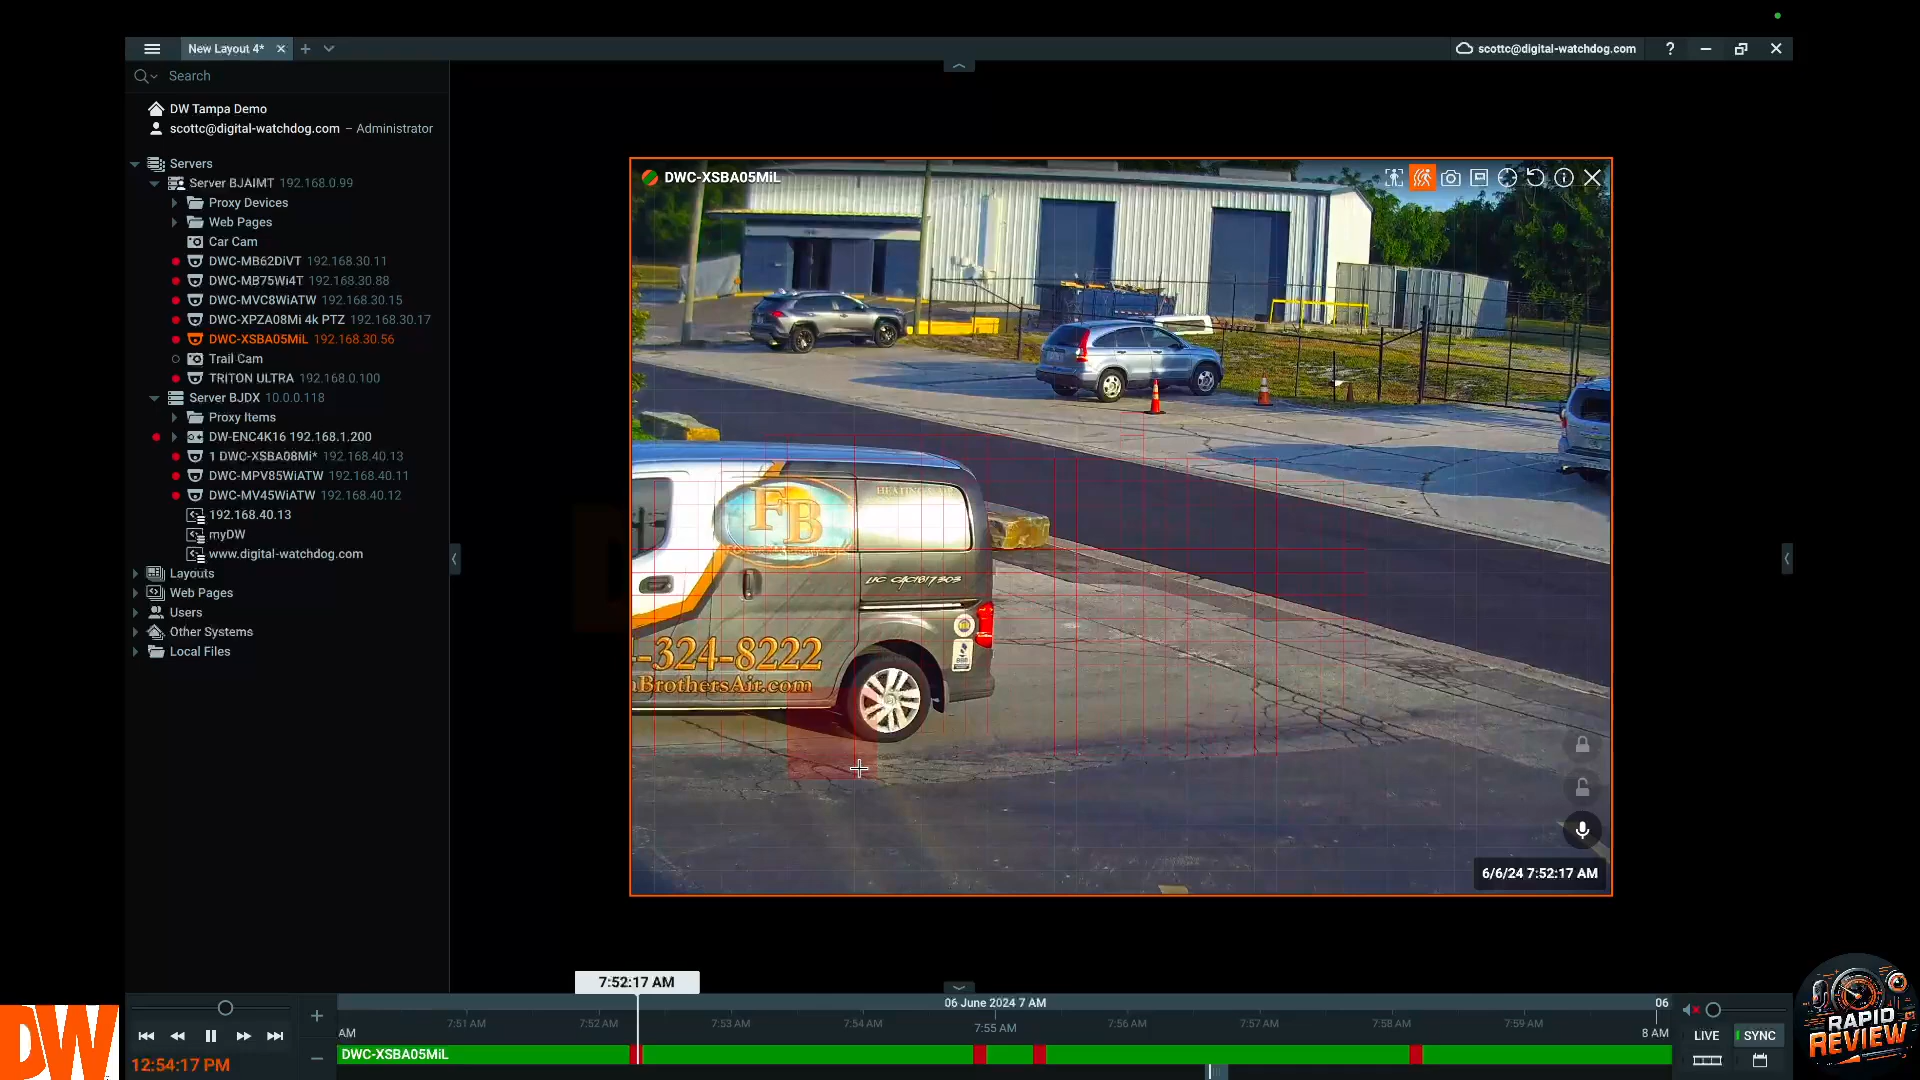 New Layout 4*
scottc@digital-watchdog.com
?
Search
DW Tampa Demo
scottc@digital-watchdog.com – Administrator
Servers
Server BJAIMT 192.168.0.99
Proxy Devices
Web Pages
Car Cam
DWC-MB62DiVT 192.168.30.11
DWC-MB75Wi4T 192.168.30.88
DWC-MVC8WiATW 192.168.30.15
DWC-XPZA08Mi 4k PTZ 192.168.30.17
DWC-XSBA05MiL 192.168.30.56
Trail Cam
TRITON ULTRA 192.168.0.100
Server BJDX 10.0.0.118
Proxy Items
DW-ENC4K16 192.168.1.200
1 DWC-XSBA08Mi* 192.168.40.13
DWC-MPV85WiATW 192.168.40.11
DWC-MV45WiATW 192.168.40.12
192.168.40.13
myDW
www.digital-watchdog.com
Layouts
Web Pages
Users
Other Systems
Local Files
DWC-XSBA05MiL
FB
HEATING &
LIC CAC1817303
-324-8222
BrothersAir.com
6/6/24 7:52:17 AM
7:52:17 AM
06 June 2024 7 AM
06
AM
7:51 AM
7:52 AM
7:53 AM
7:54 AM
7:55 AM
7:56 AM
7:57 AM
7:58 AM
7:59 AM
8 AM
LIVE
SYNC
DWC-XSBA05MiL
12:54:17 PM
DW
RAPID
REVIEW